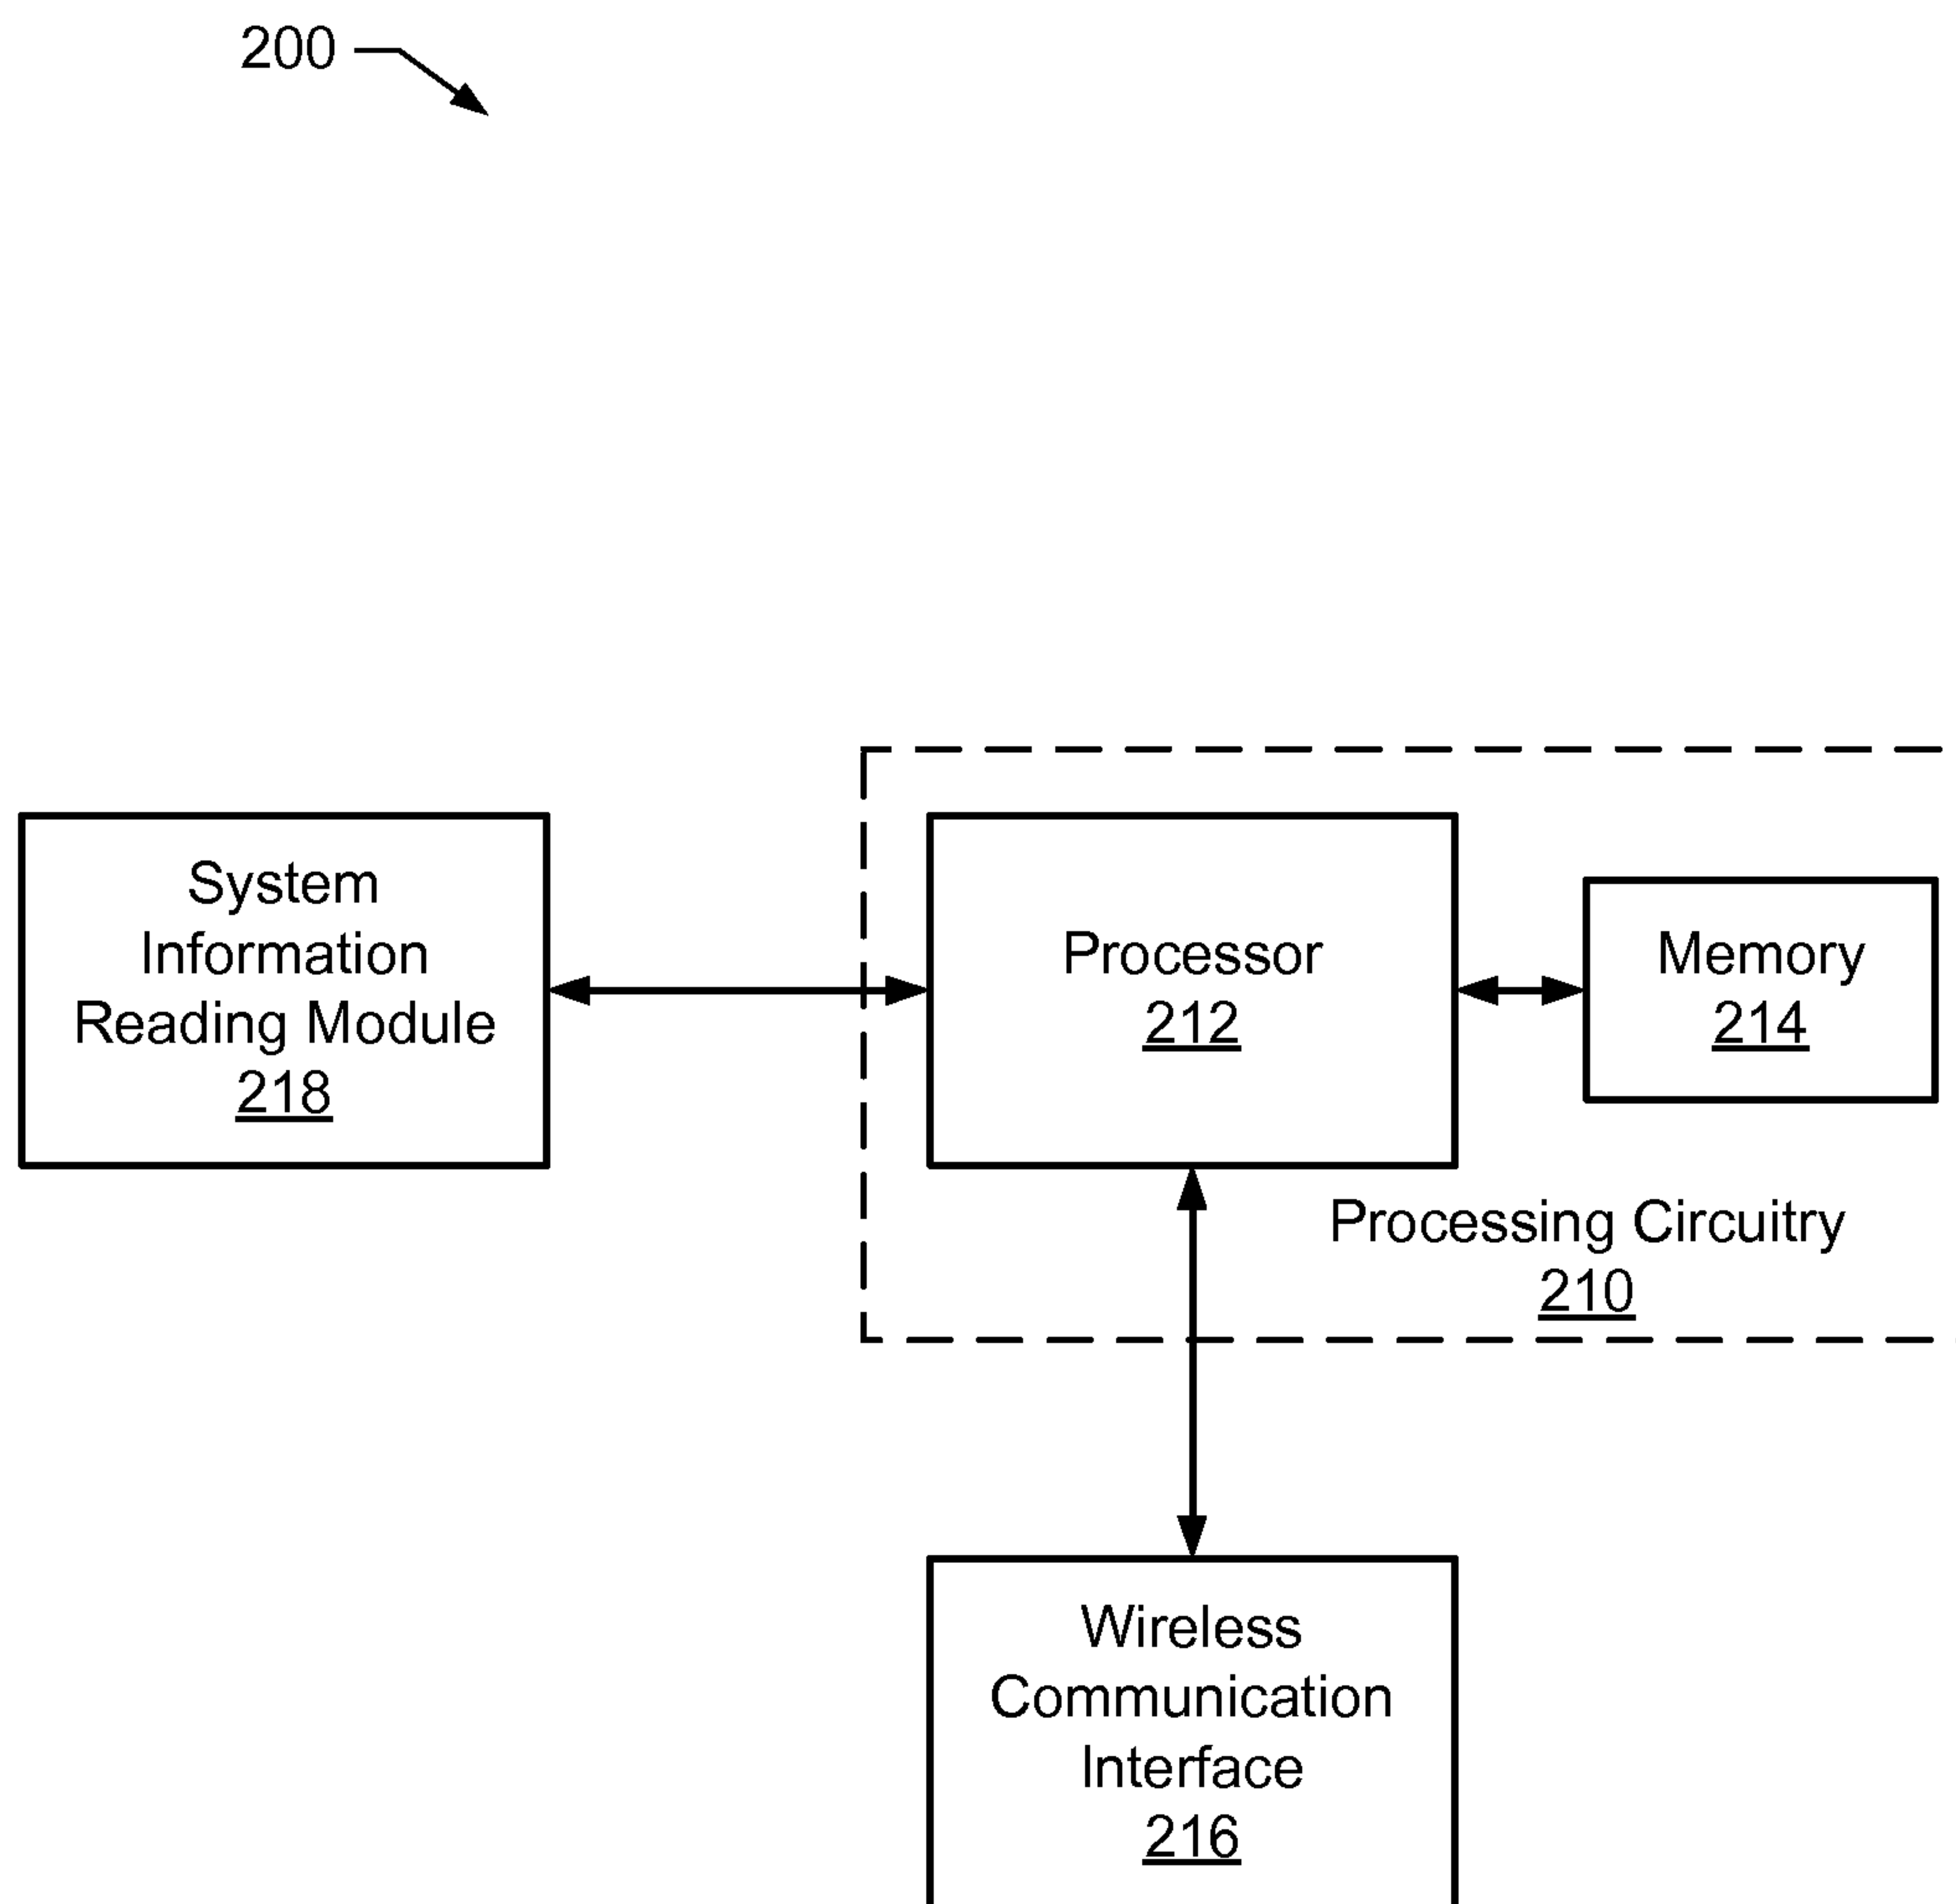 200
System
Information
Reading Module
218
Processor
212
Memory
214
Processing Circuitry
210
Wireless
Communication
Interface
216